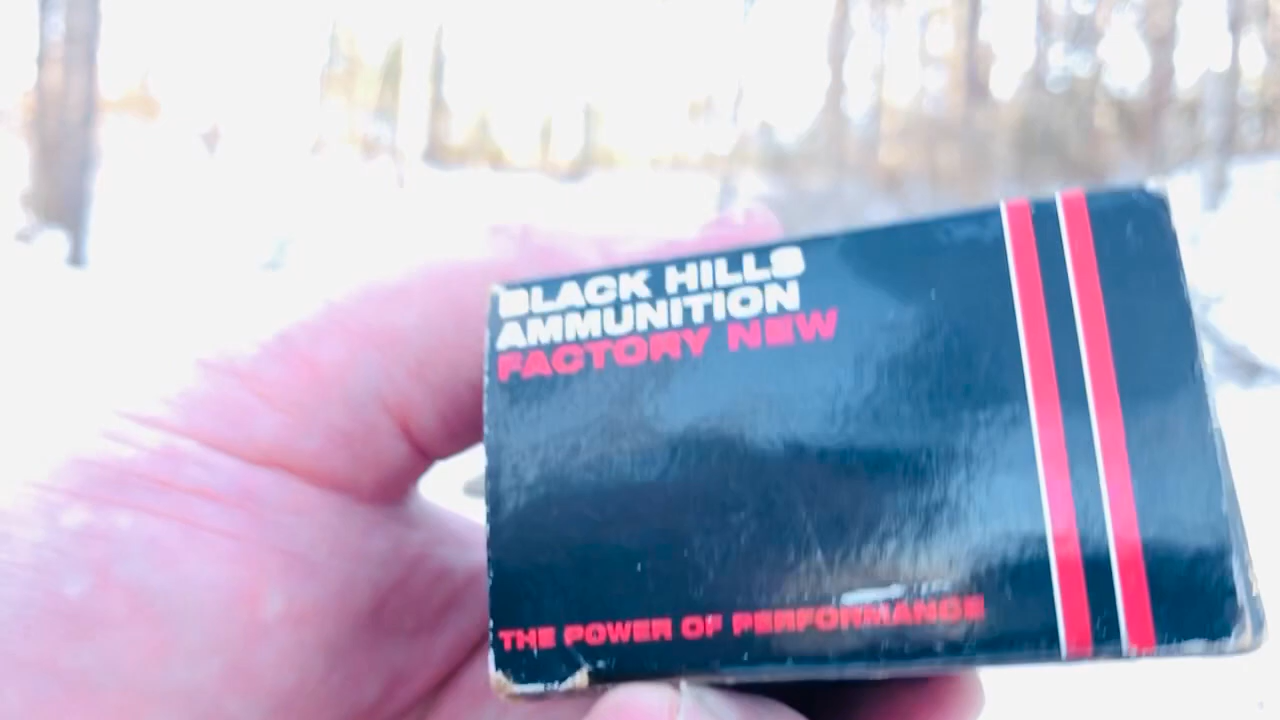 BLACK HILLS
AMMUNITION
FACTORY NEW
THE POWER OF PERFORMANCE